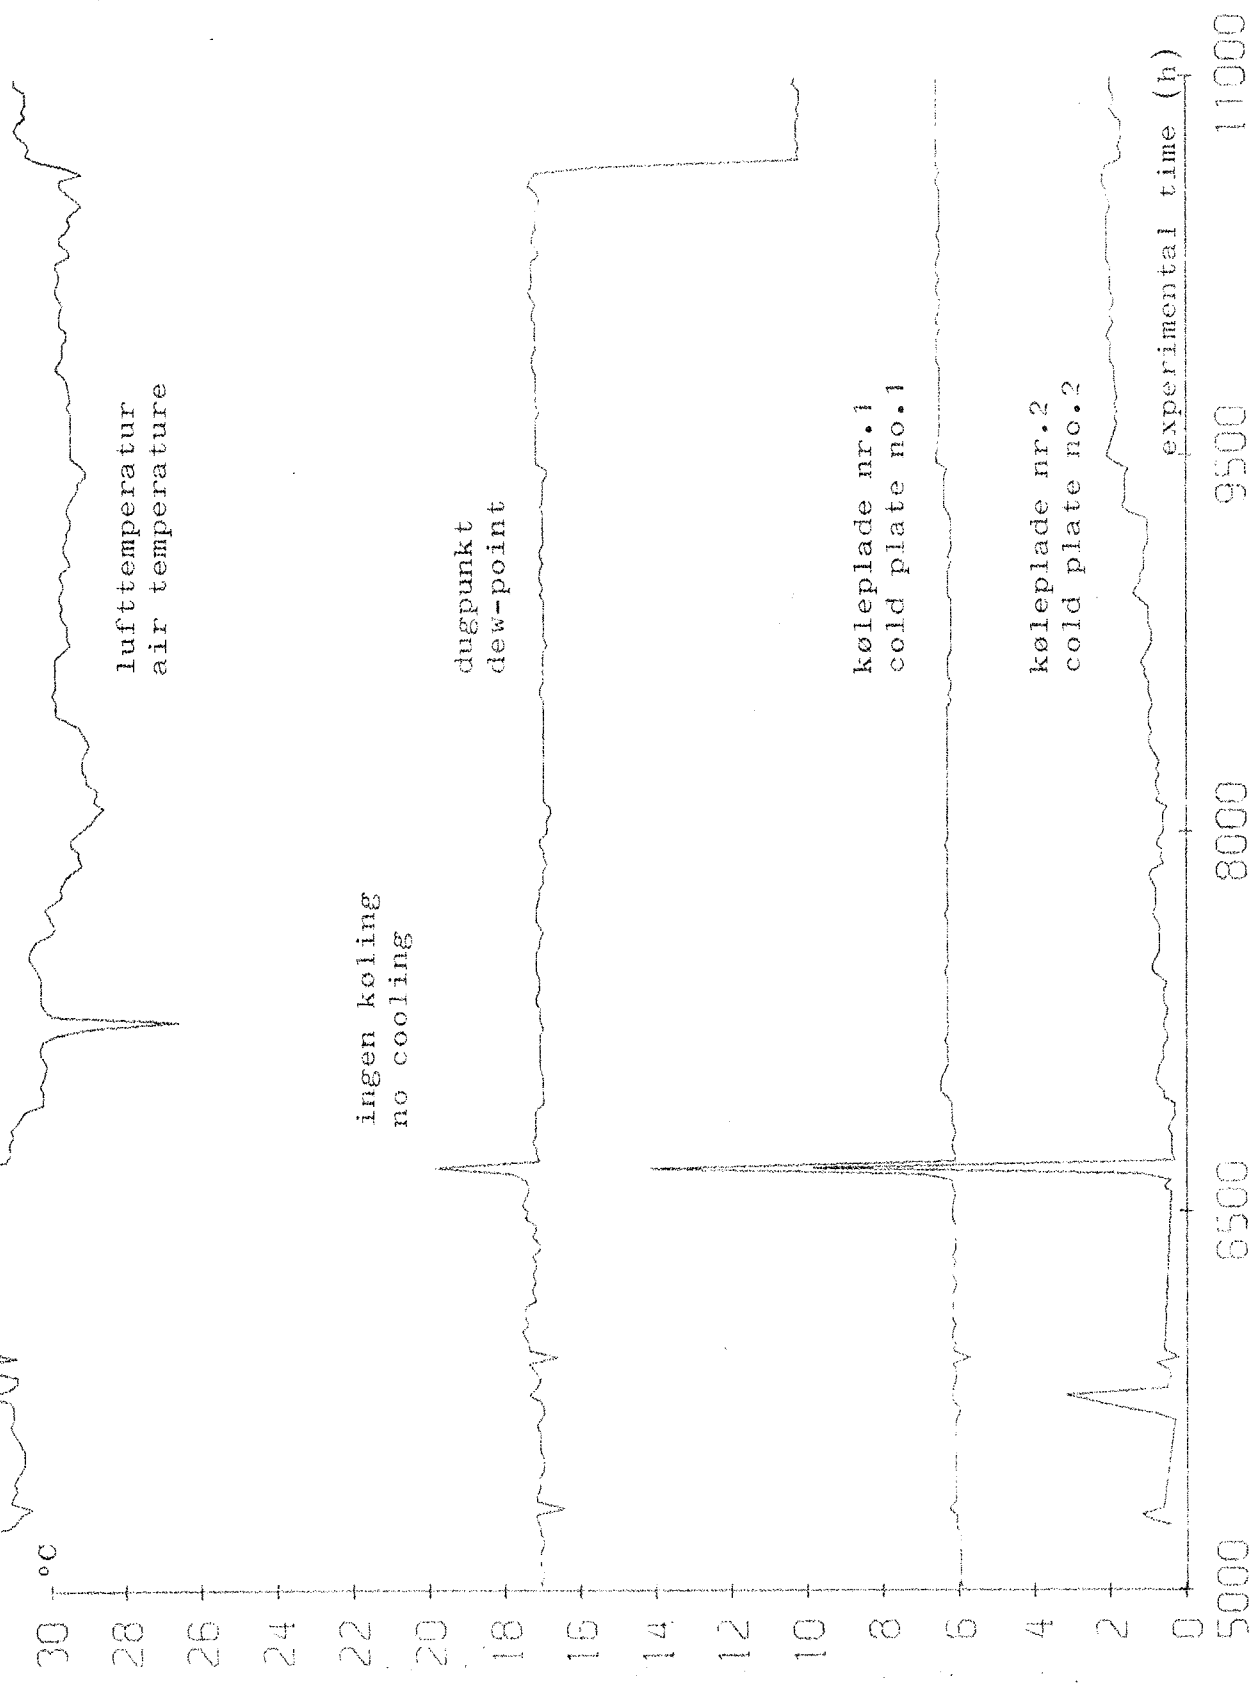 °C
30
28
26
24
22
20
18
16
14
12
10
8
6
4
2
0
lufttemperatur
air temperature
ingen køling
no cooling
dugpunkt
dew-point
køleplade nr.1
cold plate no.1
køleplade nr.2
cold plate no.2
experimental time (h)
5000
6500
8000
9500
11000